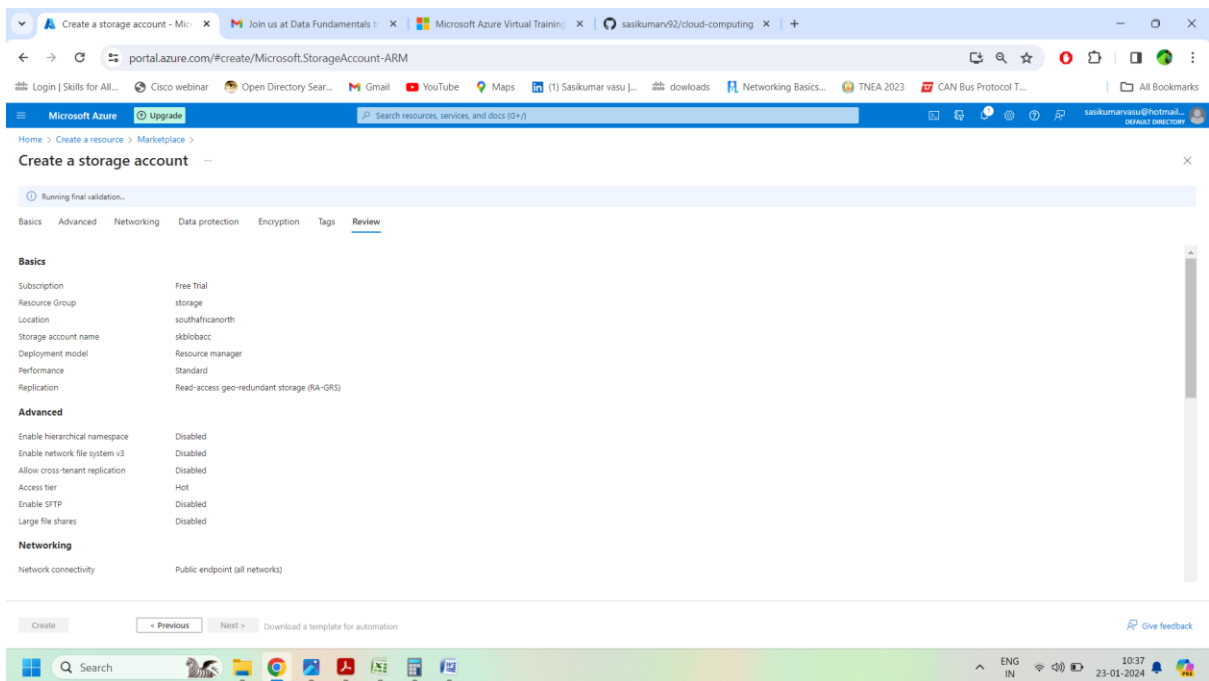 Create a storage account - Mic
Join us at Data Fundamentals t
Microsoft Azure Virtual Training
sasikumarv92/cloud-computing
portal.azure.com/#create/Microsoft.StorageAccount-ARM
Login | Skills for All... Cisco webinar Open Directory Sear... Gmail YouTube Maps (1) Sasikumar vasu |... dowloads Networking Basics... TNEA 2023 CAN Bus Protocol T... All Bookmarks
Microsoft Azure Upgrade Search resources, services, and docs (G+/) 1 sasikumarvasu@hotmail...
DEFAULT DIRECTORY
Home > Create a resource > Marketplace >
Create a storage account ...
Running final validation...
Basics Advanced Networking Data protection Encryption Tags Review
Basics
Subscription Free Trial
Resource Group storage
Location southafricanorth
Storage account name skblobacc
Deployment model Resource manager
Performance Standard
Replication Read-access geo-redundant storage (RA-GRS)
Advanced
Enable hierarchical namespace Disabled
Enable network file system v3 Disabled
Allow cross-tenant replication Disabled
Access tier Hot
Enable SFTP Disabled
Large file shares Disabled
Networking
Network connectivity Public endpoint (all networks)
Create < Previous Next > Download a template for automation Give feedback
Search ENG 10:37
IN 23-01-2024 PRE